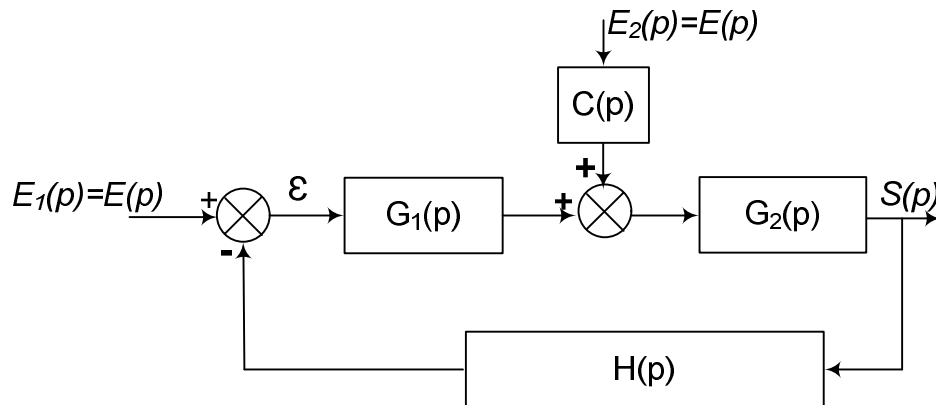 E₂(p)=E(p)
C(p)
+
E₁(p)=E(p)
+
ε
G₁(p)
+
G₂(p)
S(p)
-
H(p)